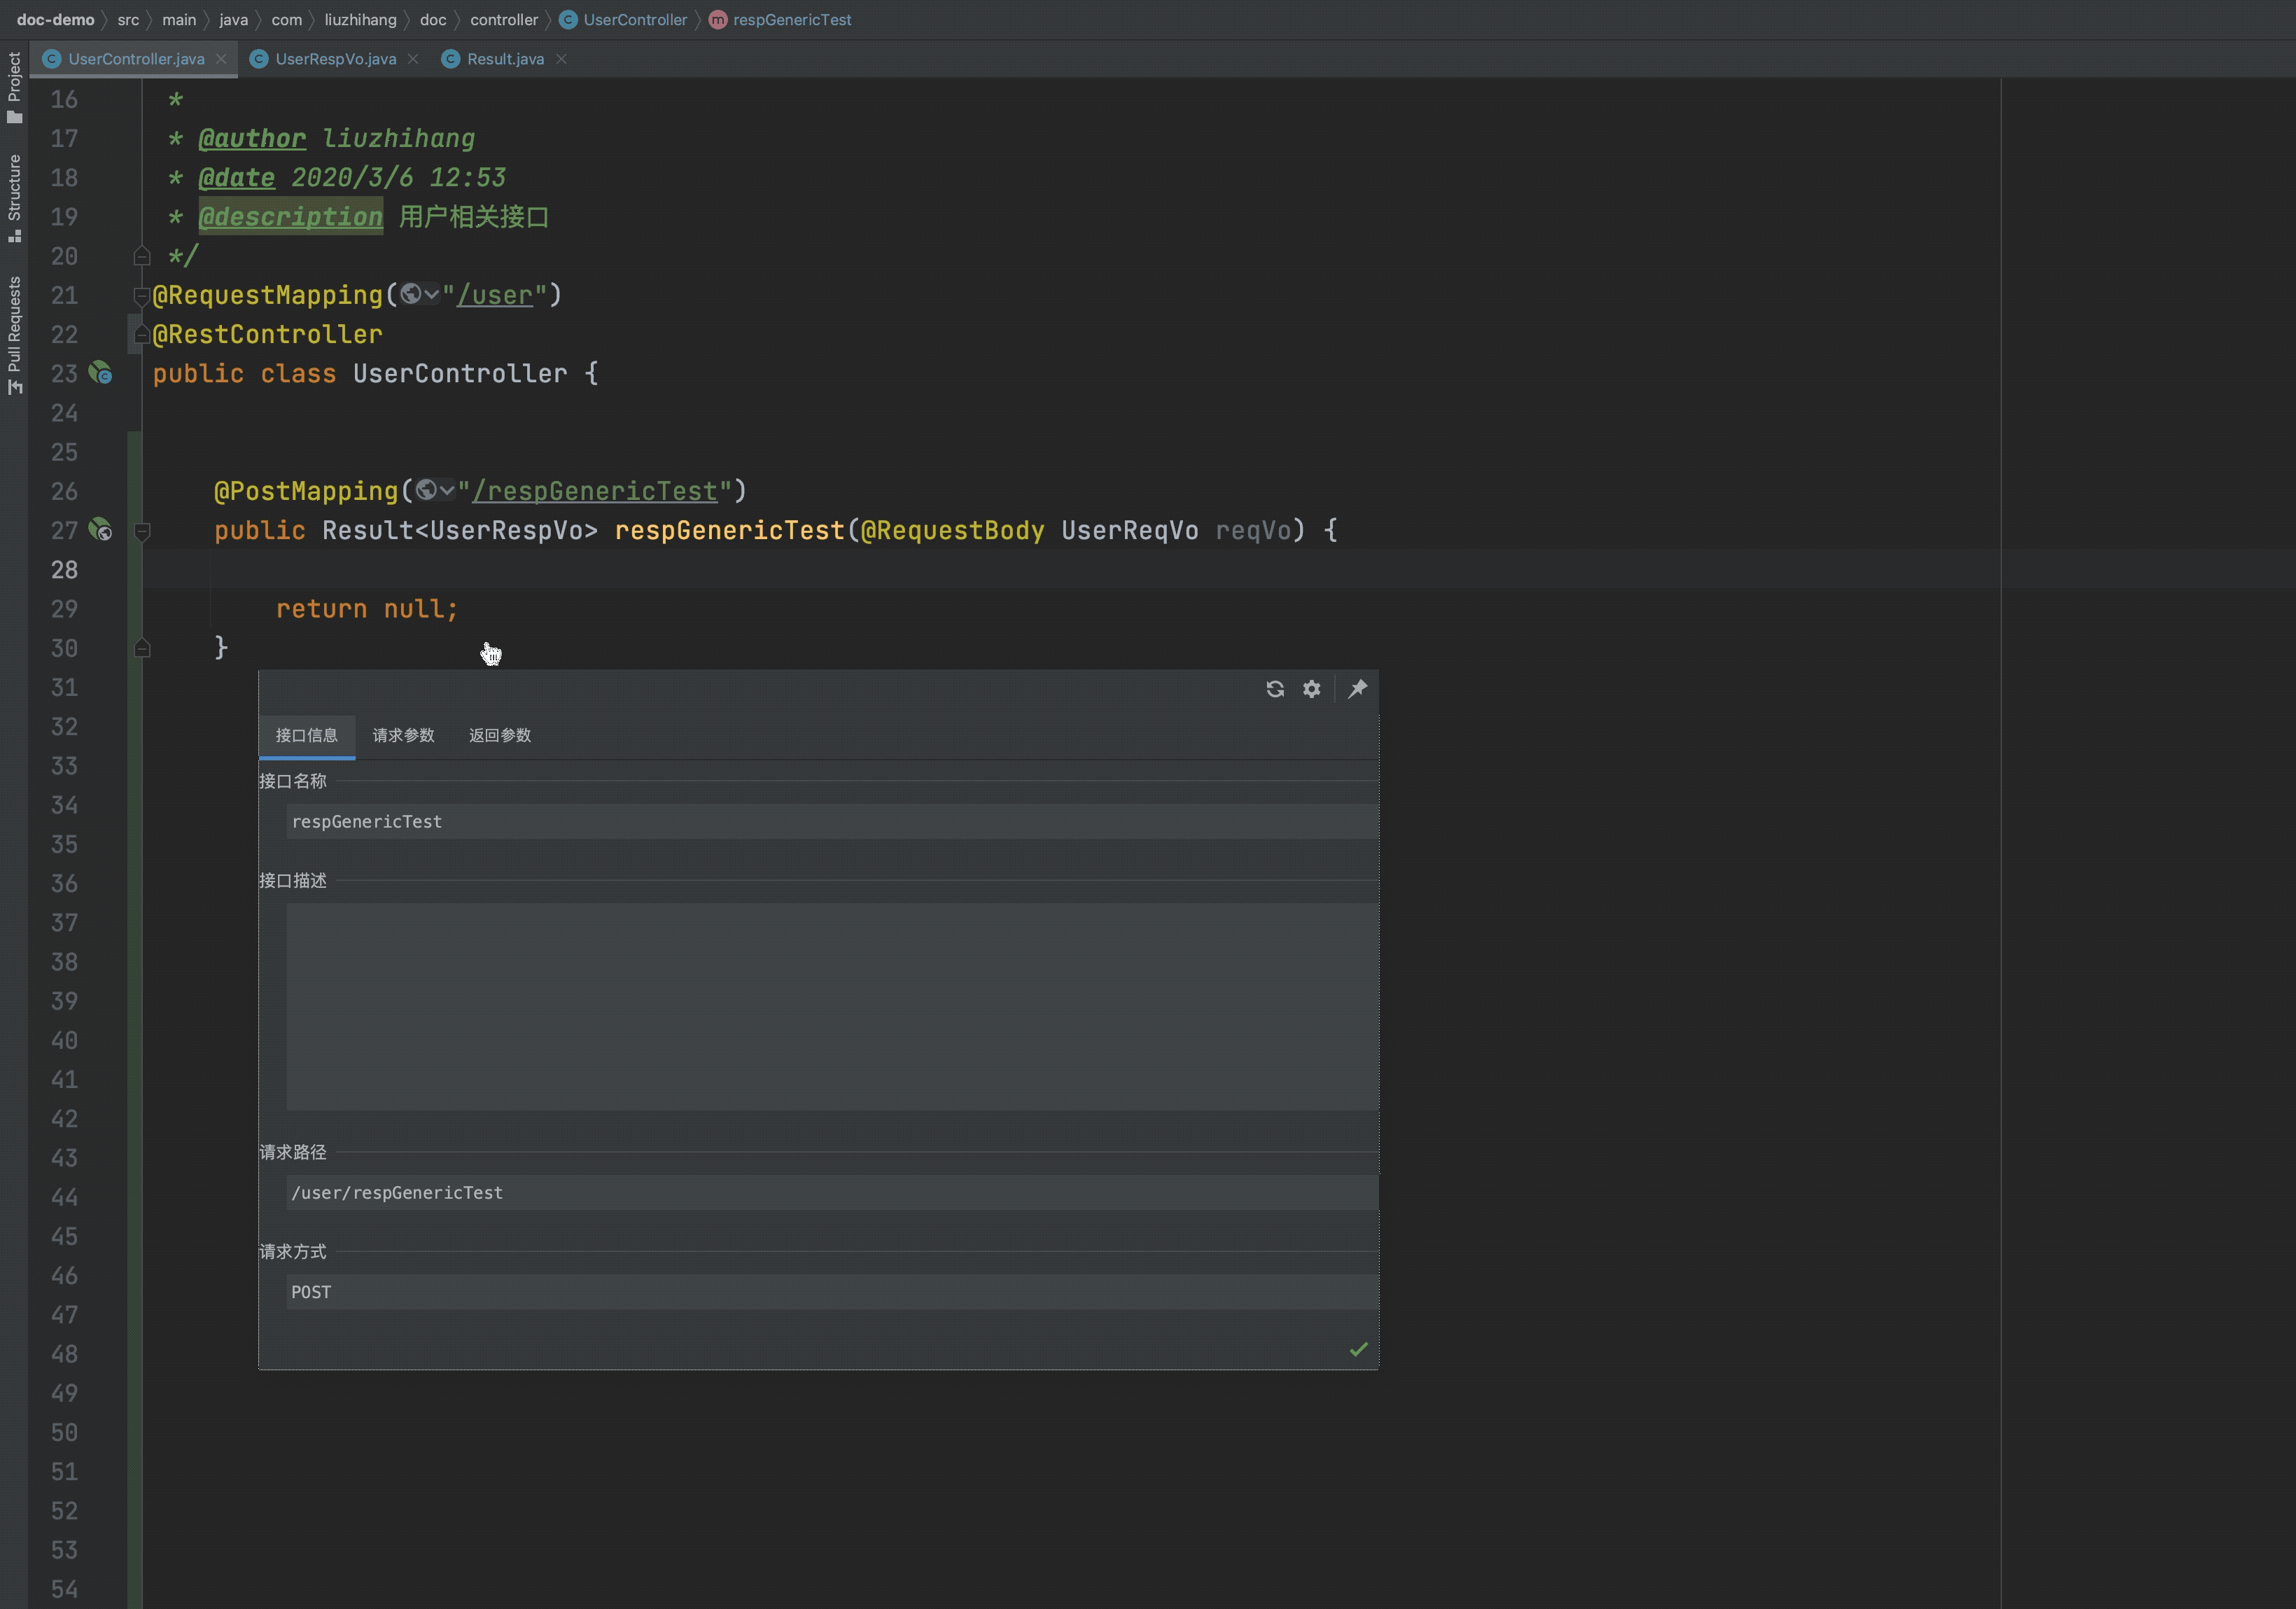 doc-demo src main java com liuzhihang doc controller UserController respGenericTest
UserController.java UserRespVo.java Result.java
Project
Structure
Pull Requests
16 *
17 * @author liuzhihang
18 * @date 2020/3/6 12:53
19 * @description 用户相关接口
20 */
21 @RequestMapping("/user")
22 @RestController
23 public class UserController {
24
25
26 @PostMapping("/respGenericTest")
27 public Result<UserRespVo> respGenericTest(@RequestBody UserReqVo reqVo) {
28
29 return null;
30 }
31
32
33
34
35
36
37
38
39
40
41
42
43
44
45
46
47
48
49
50
51
52
53
54
接口信息 请求参数 返回参数
接口名称
respGenericTest
接口描述
请求路径
/user/respGenericTest
请求方式
POST